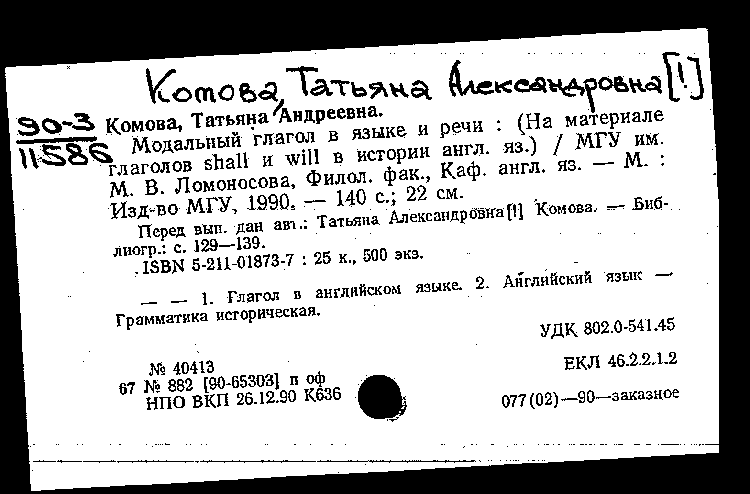 Комова, Татьяна Александровна [!]
90-3
11586
Комова, Татьяна Андреевна.
Модальный глагол в языке и речи : (На материале
глаголов shall и will в истории англ. яз.) / МГУ им.
М. В. Ломоносова, Филол. фак., Каф. англ. яз. — М. :
Изд-во МГУ, 1990. — 140 с.; 22 см.
Перед вып. дан авт.: Татьяна Александровна [!] Комова. — Биб-
лиогр.: с. 129—139.
ISBN 5-211-01873-7 : 25 к., 500 экз.
— — 1. Глагол в английском языке. 2. Английский язык —
Грамматика историческая.
УДК 802.0-541.45
№ 40413
ЕКЛ 46.2.2.1.2
67 № 882 [90-65303] п оф
НПО ВКП 26.12.90 К636
077(02)—90—заказное